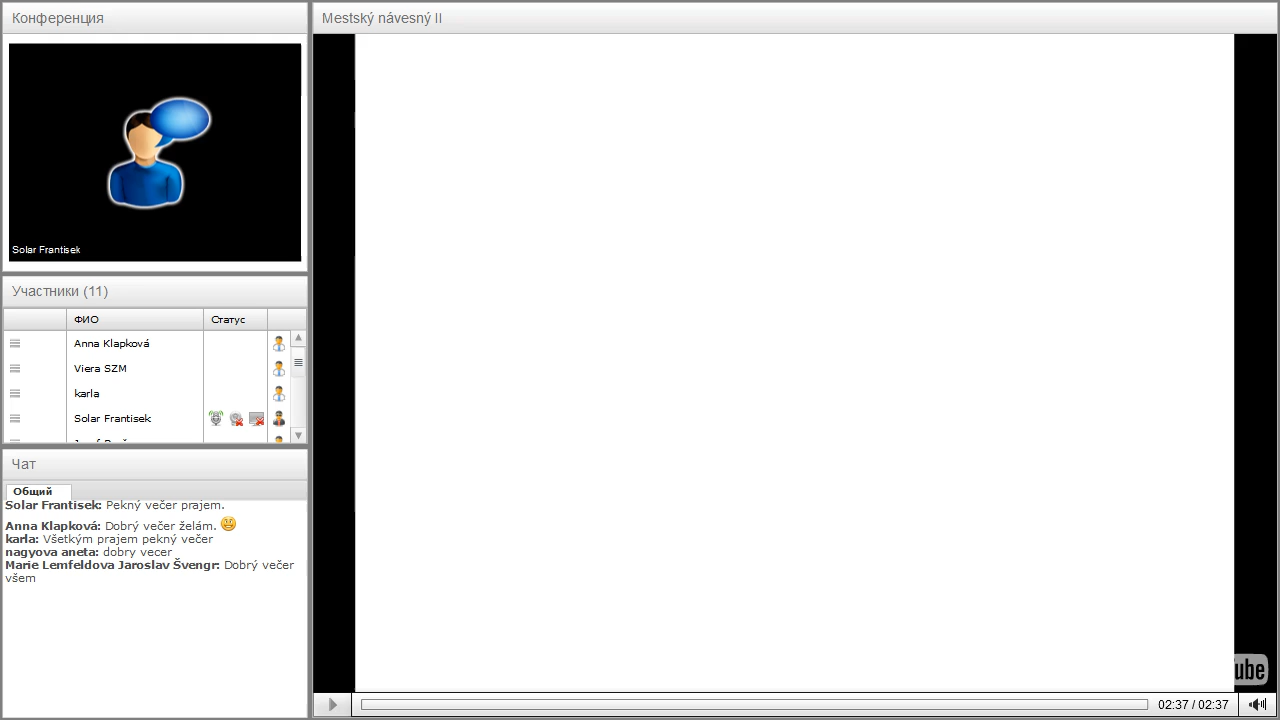 Конференция
Solar Frantisek
Участники (11)
ФИО Статус
Anna Klapková
Viera SZM
karla
Solar Frantisek
Чат
Общий
Solar Frantisek: Pekný večer prajem.
Anna Klapková: Dobrý večer želám.
karla: Všetkým prajem pekný večer
nagyova aneta: dobry vecer
Marie Lemfeldova Jaroslav Švengr: Dobrý večer
všem
Mestský návesný II
ube
02:37 / 02:37